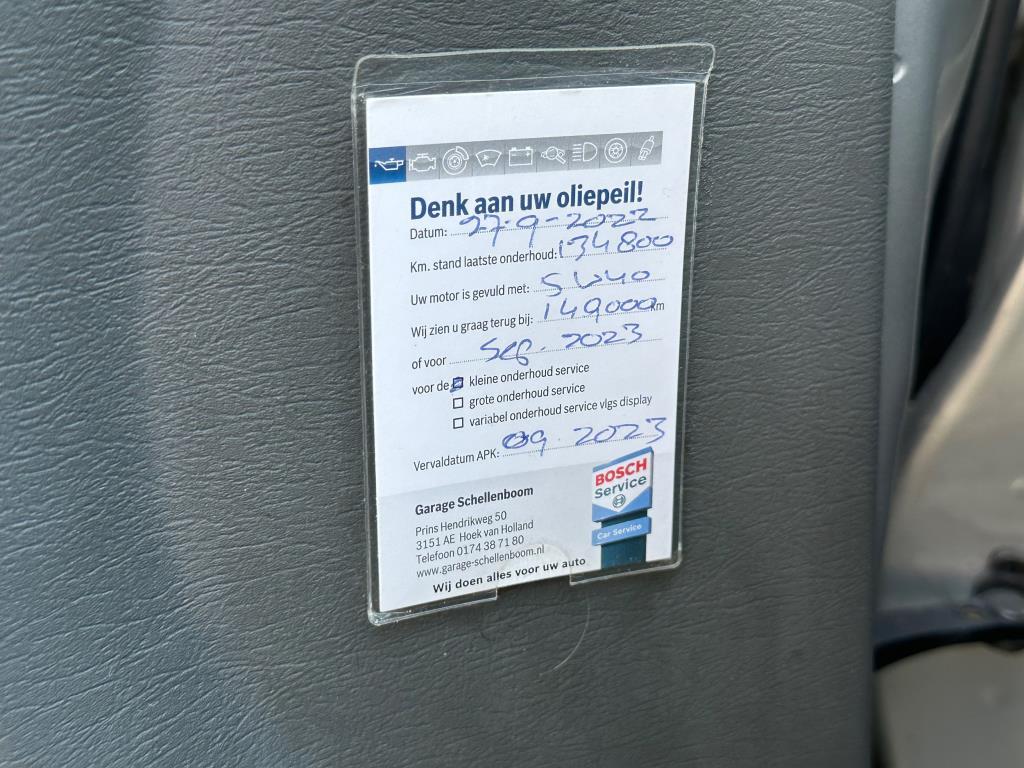 Denk aan uw oliepeil!
Datum: 27-9-2022
Km. stand laatste onderhoud: 134800
Uw motor is gevuld met: 5W40
Wij zien u graag terug bij: 149000 km
of voor Sep. 2023
voor de kleine onderhoud service
grote onderhoud service
variabel onderhoud service vlgs display
Vervaldatum APK: 09.2023
Garage Schellenboom
Prins Hendrikweg 50
3151 AE Hoek van Holland
Telefoon 0174 38 71 80
www.garage-schellenboom.nl
Wij doen alles voor uw auto
BOSCH
Service
Car Service